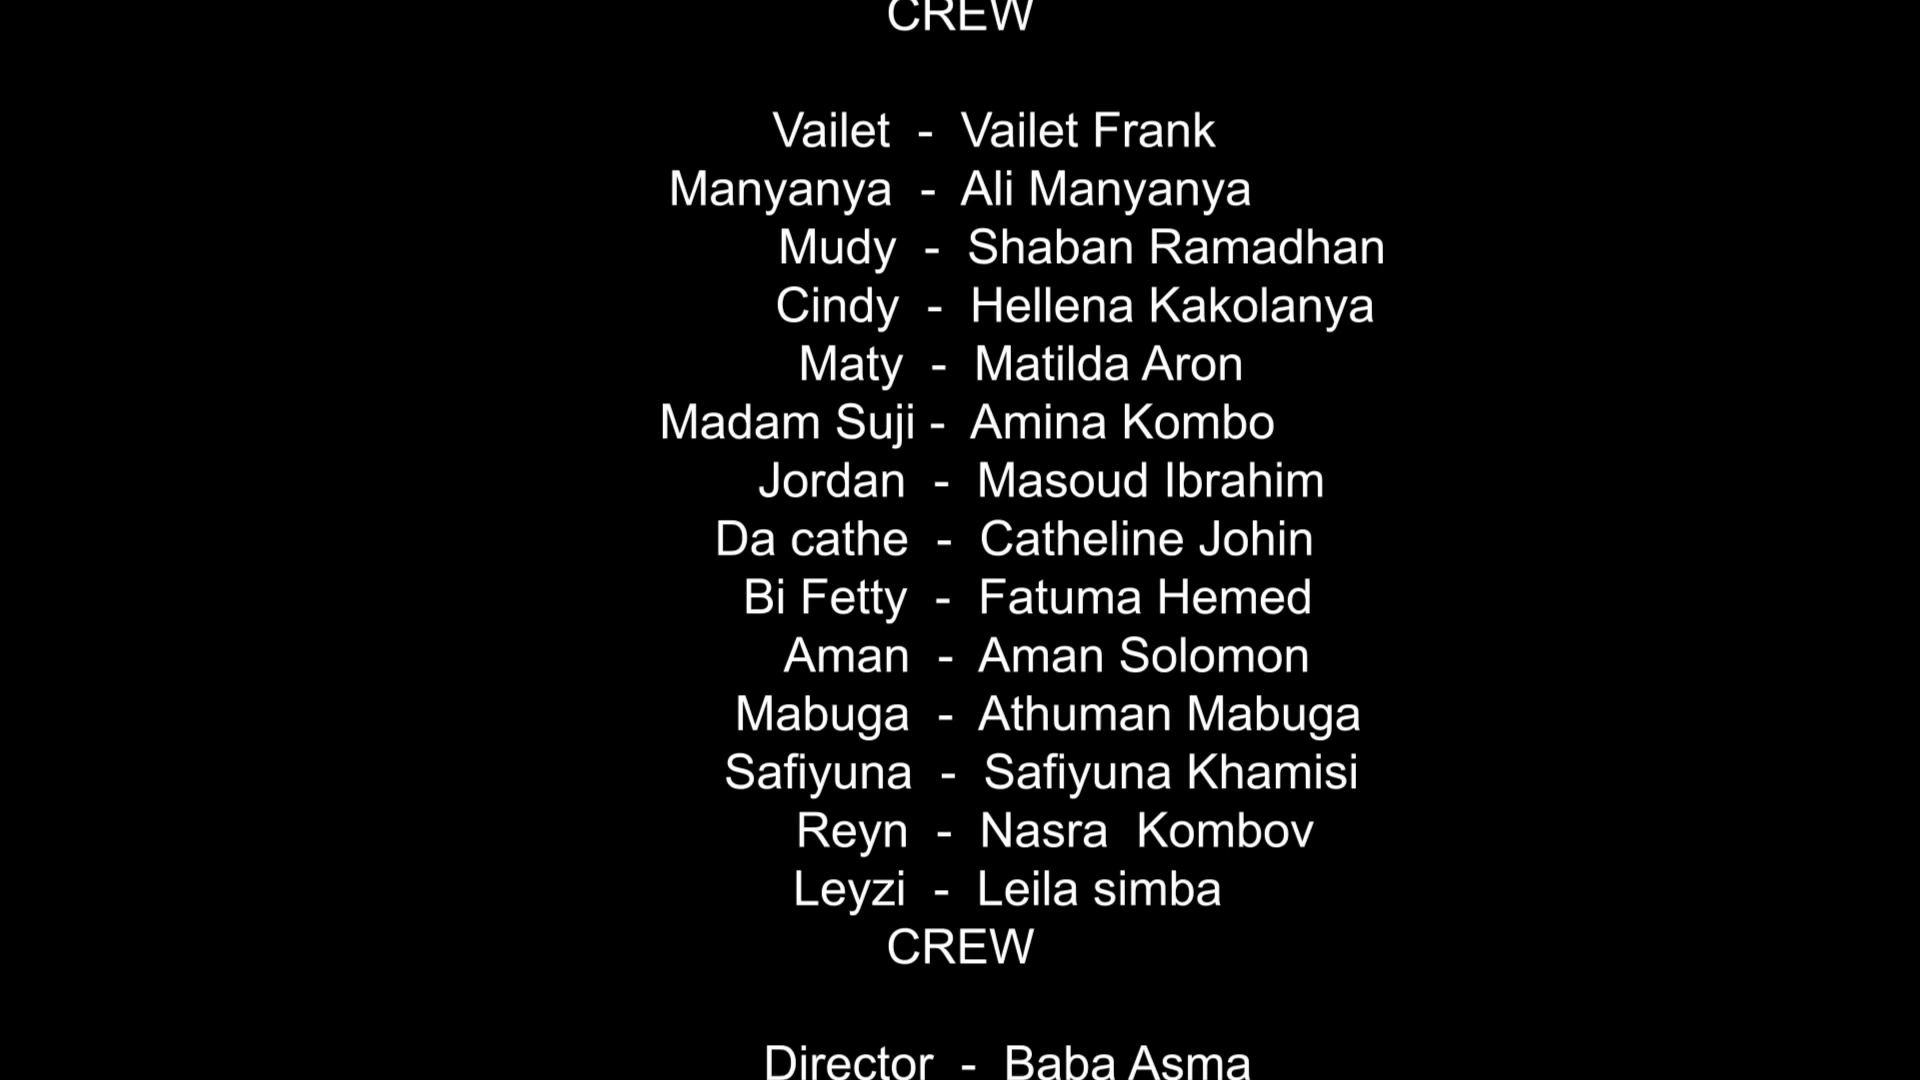 CREW
Vailet - Vailet Frank
Manyanya - Ali Manyanya
Mudy - Shaban Ramadhan
Cindy - Hellena Kakolanya
Maty - Matilda Aron
Madam Suji - Amina Kombo
Jordan - Masoud Ibrahim
Da cathe - Catheline Johin
Bi Fetty - Fatuma Hemed
Aman - Aman Solomon
Mabuga - Athuman Mabuga
Safiyuna - Safiyuna Khamisi
Reyn - Nasra Kombov
Leyzi - Leila simba
CREW
Director - Baba Asma